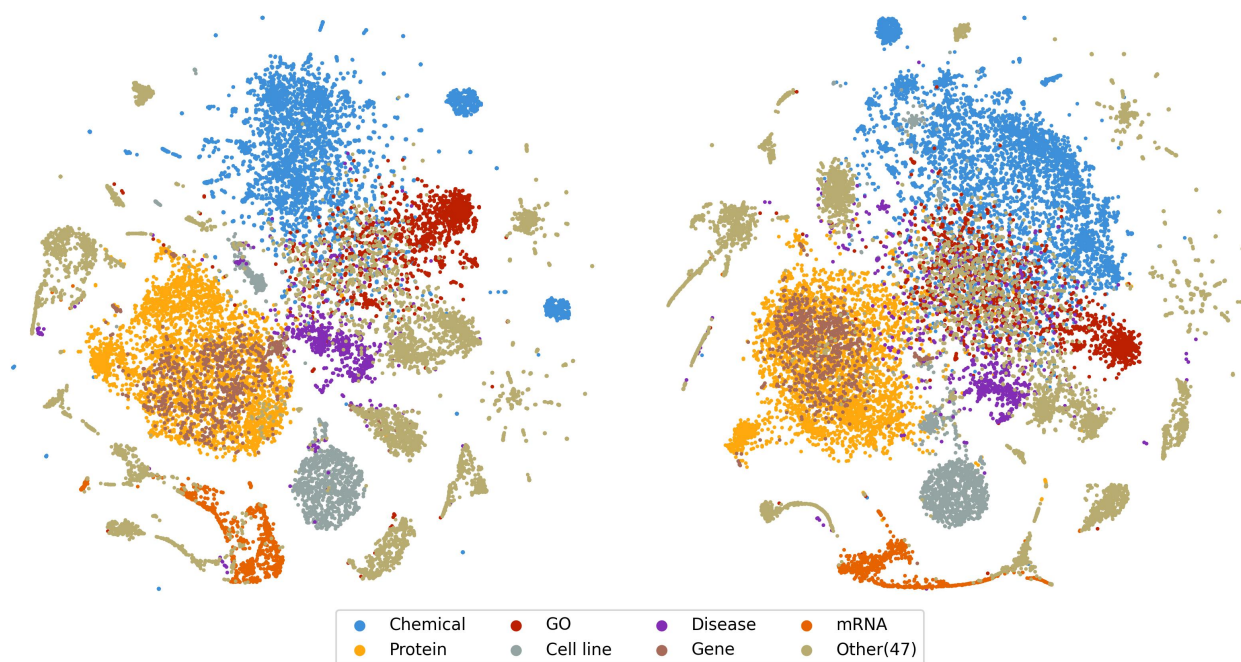 Chemical GO Disease mRNA
Protein Cell line Gene Other(47)